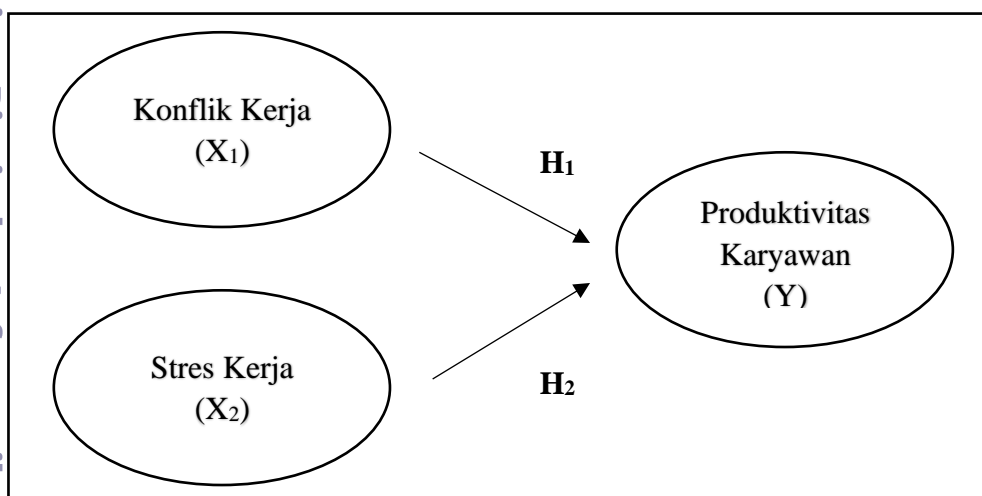 Konflik Kerja
(X₁)
H₁
Produktivitas
Karyawan
(Y)
Stres Kerja
(X₂)
H₂